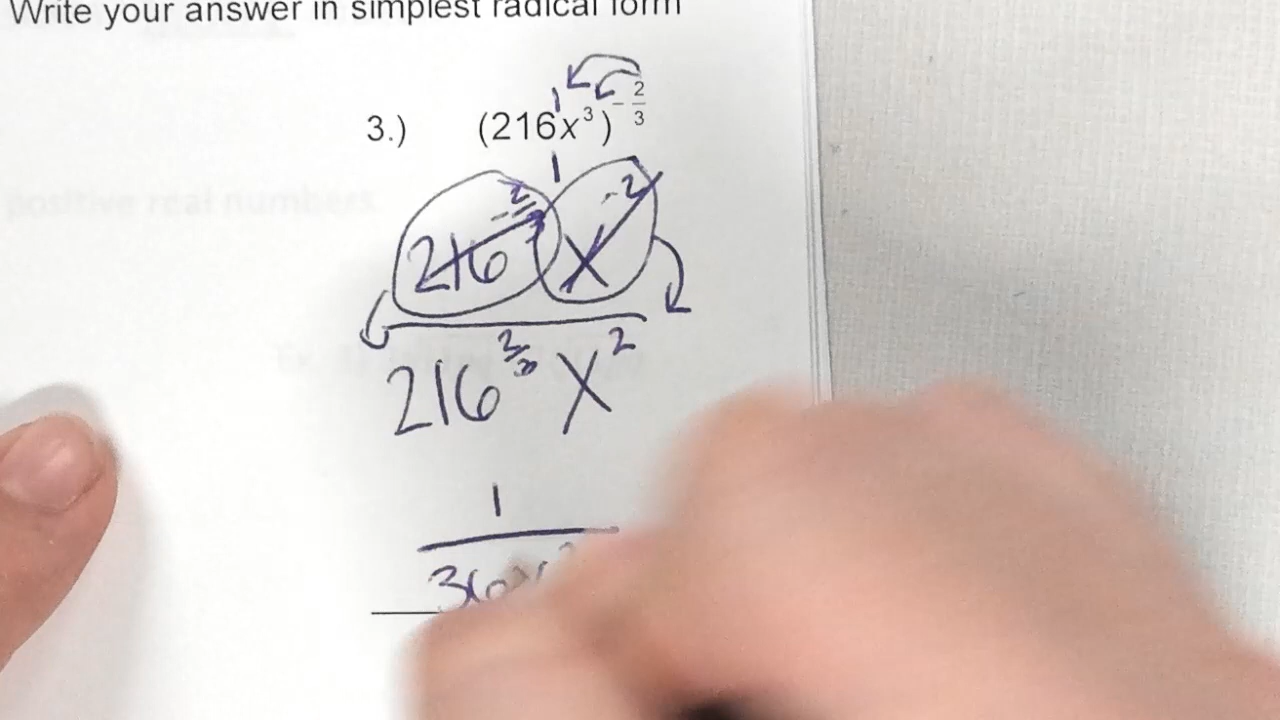 Write your answer in simplest radical form
3.) (216x³)^-2/3
1
1
216^-2/3 x^-2
216^2/3 x²
1
36x²